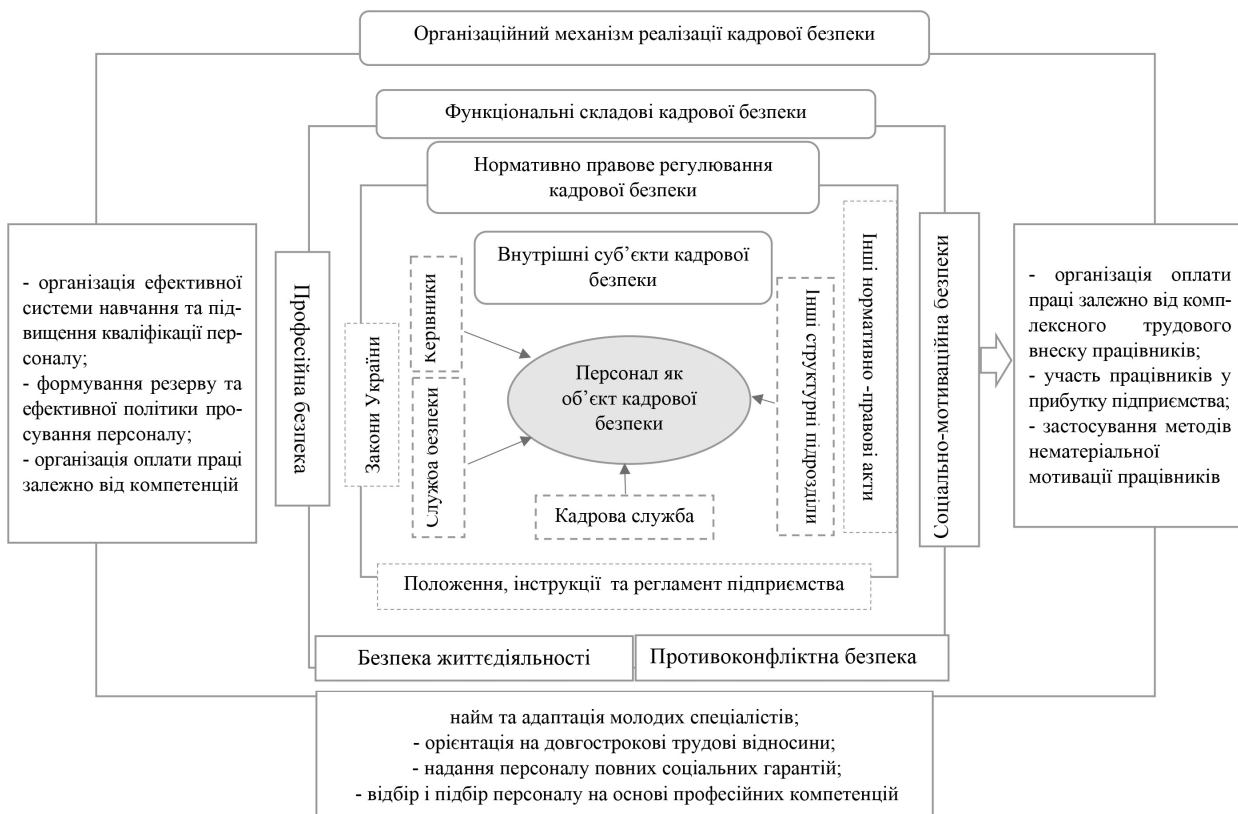 Організаційний механізм реалізації кадрової безпеки
Функціональні складові кадрової безпеки
Нормативно правове регулювання
кадрової безпеки
Внутрішні суб’єкти кадрової
безпеки
- організація ефективної
системи навчання та під-
вищення кваліфікації пер-
соналу;
- формування резерву та
ефективної політики про-
сування персоналу;
- організація оплати праці
залежно від компетенцій
Професійна безпека
Закони України
Керівники
Служба безпеки
Персонал як
об’єкт кадрової
безпеки
Кадрова служба
Інші структурні підрозділи
Інші нормативно -правові акти
Соціально-мотиваційна безпеки
- організація оплати
праці залежно від комп-
лексного трудового
внеску працівників;
- участь працівників у
прибутку підприємства;
- застосування методів
нематеріальної
мотивації працівників
Положення, інструкції та регламент підприємства
Безпека життєдіяльності
Противоконфліктна безпека
найм та адаптація молодих спеціалістів;
- орієнтація на довгострокові трудові відносини;
- надання персоналу повних соціальних гарантій;
- відбір і підбір персоналу на основі професійних компетенцій